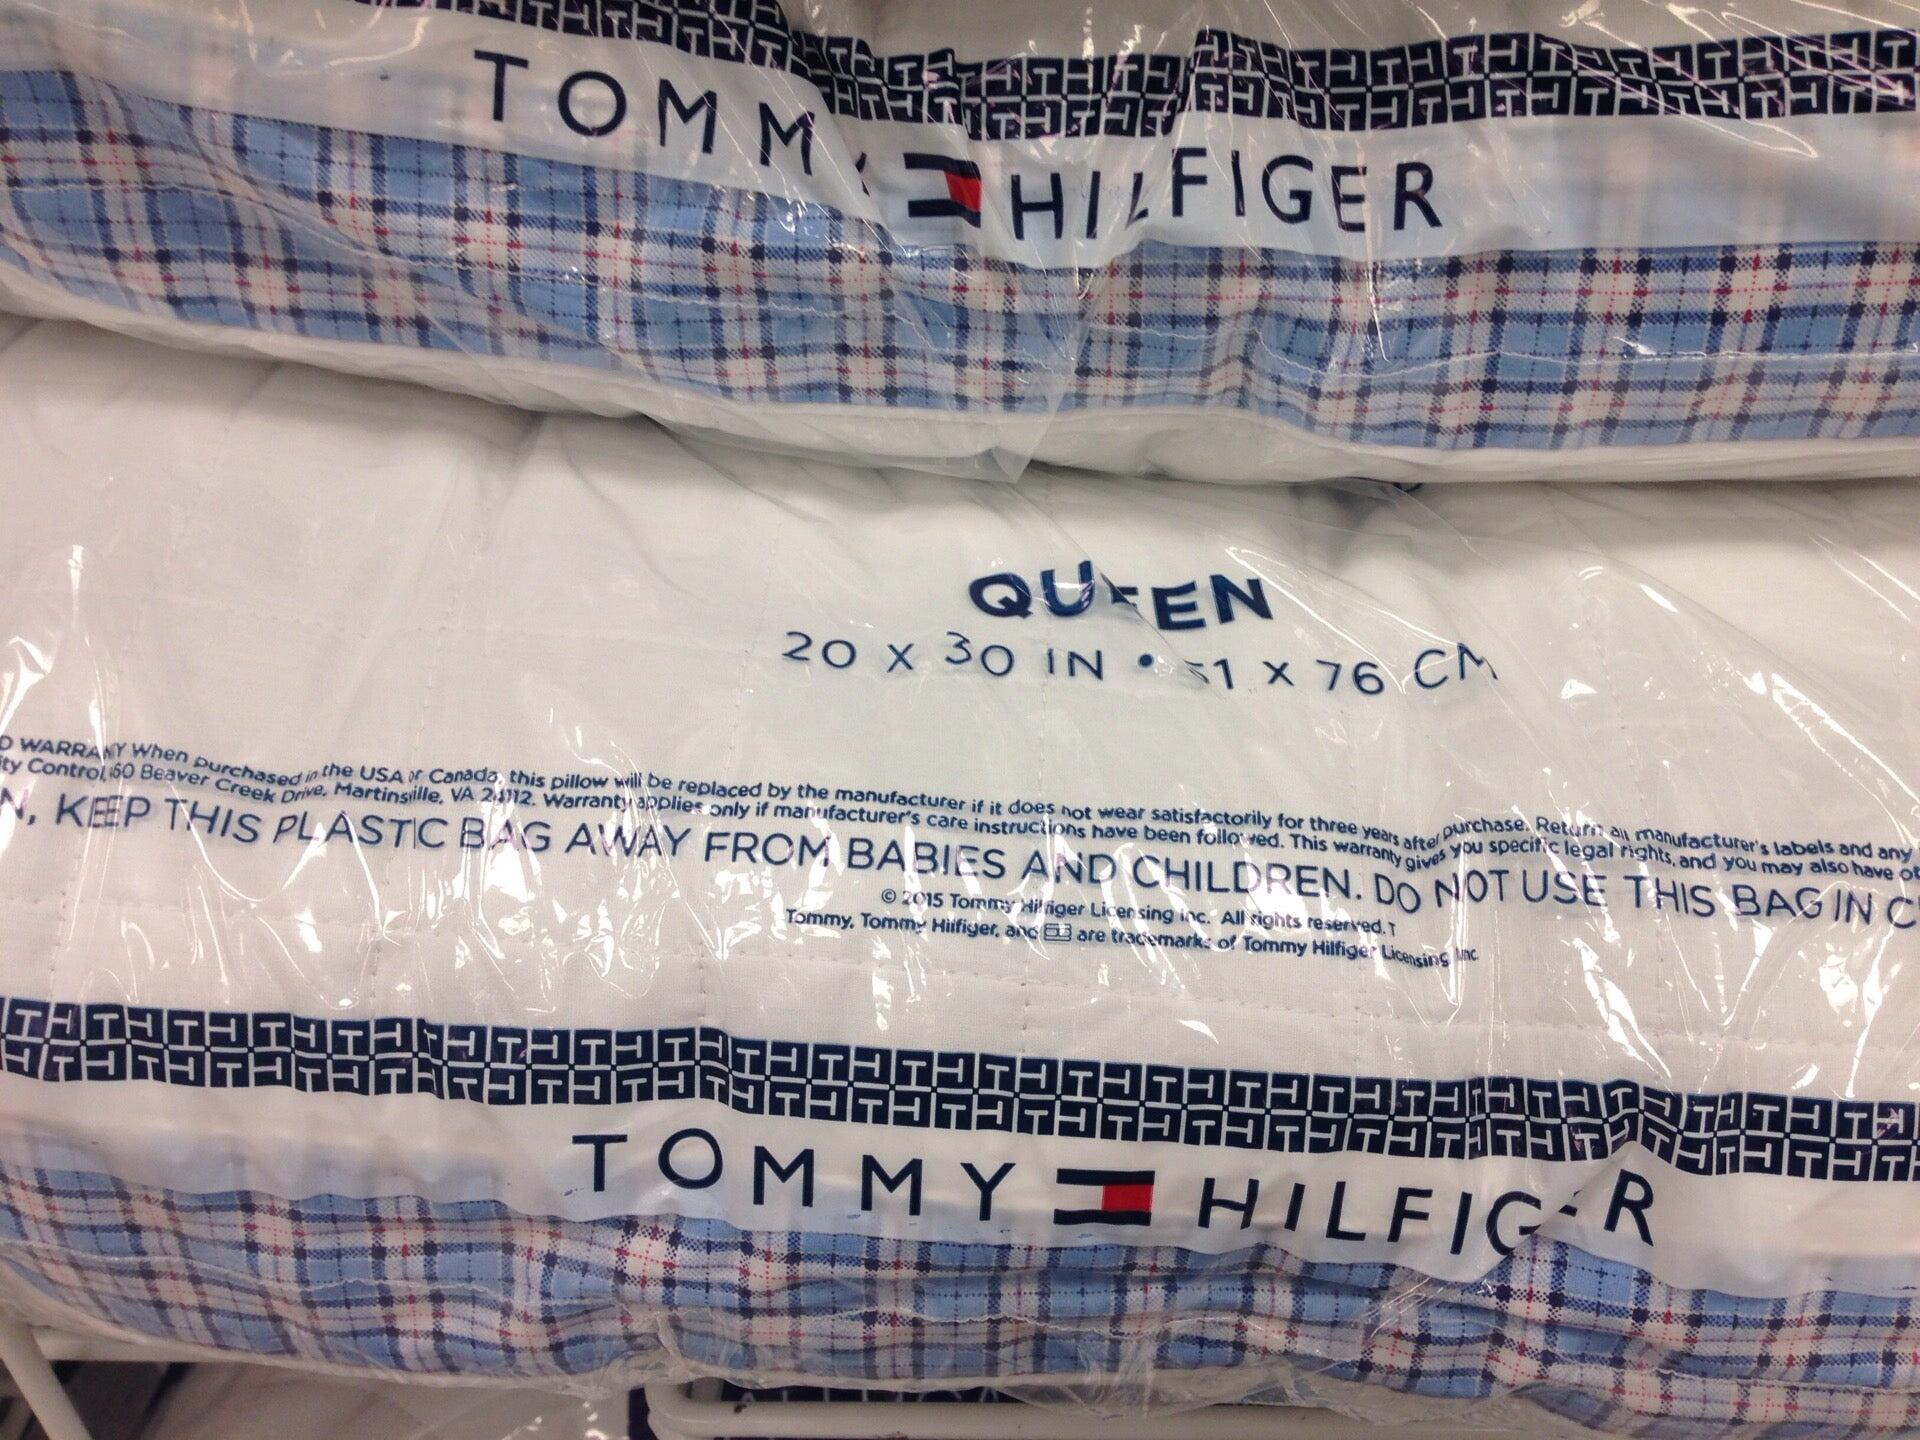 TOMMY HILFIGER
QUEEN
20 X 30 IN • 51 X 76 CM
WARRANTY When purchased in the USA or Canada, this pillow will be replaced by the manufacturer if it does not wear satisfactorily for three years after purchase. Return all manufacturer's labels and any
Control, 60 Beaver Creek Drive, Martinsville, VA 24112. Warranty applies only if manufacturer's care instructions have been followed. This warranty gives you specific legal rights, and you may also have
KEEP THIS PLASTIC BAG AWAY FROM BABIES AND CHILDREN. DO NOT USE THIS BAG IN
© 2015 Tommy Hilfiger Licensing Inc. All rights reserved.
Tommy, Tommy Hilfiger, and are trademarks of Tommy Hilfiger Licensing Inc.
TOMMY HILFIGER